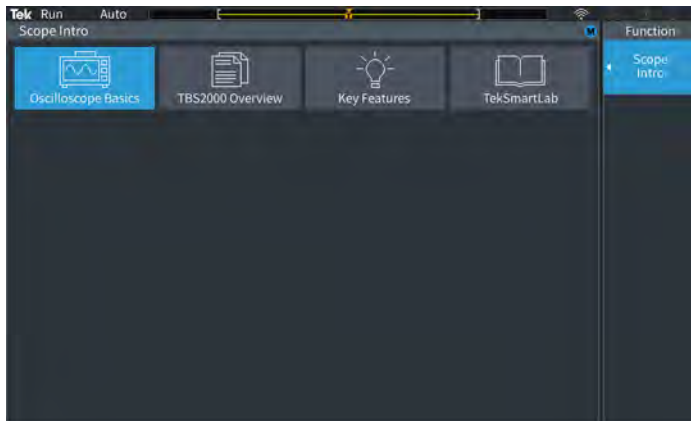 Tek Run Auto
Scope Intro
M
Function
Oscilloscope Basics
TBS2000 Overview
Key Features
TekSmartLab
Scope
Intro